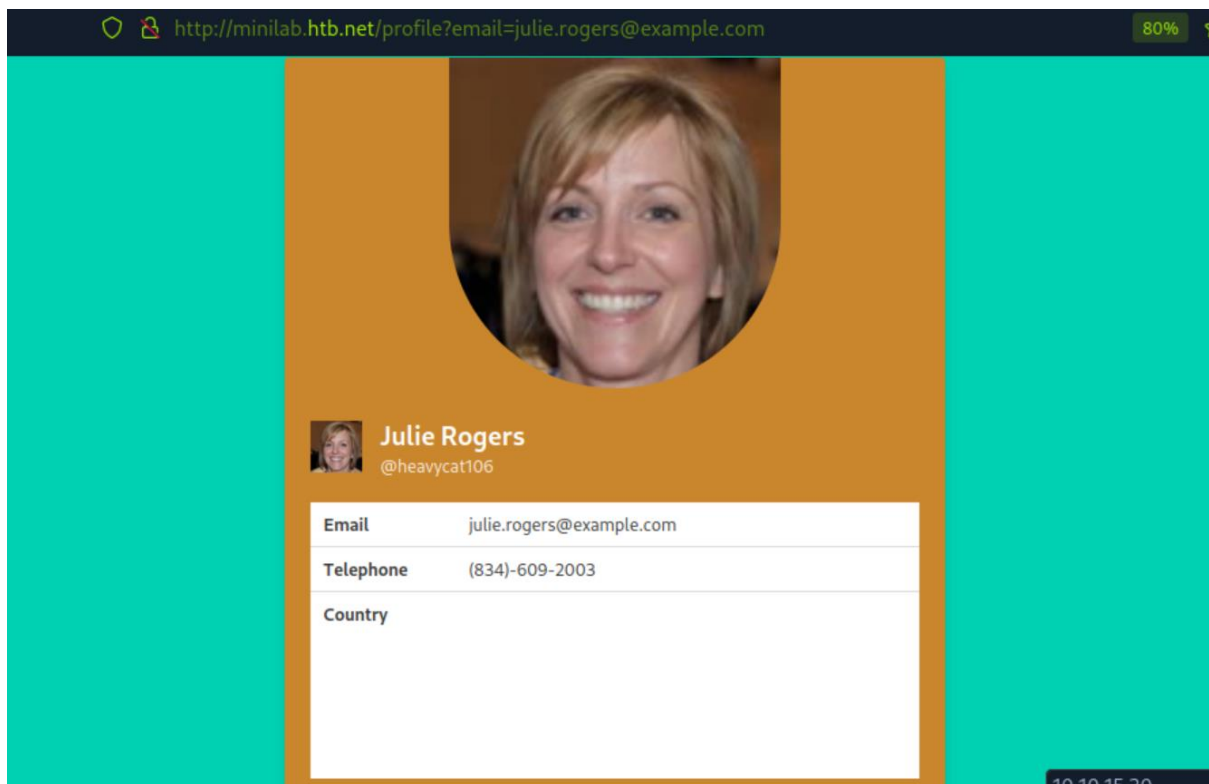 http://minilab.htb.net/profile?email=julie.rogers@example.com 80%
Julie Rogers
@heavycat106
Email julie.rogers@example.com
Telephone (834)-609-2003
Country